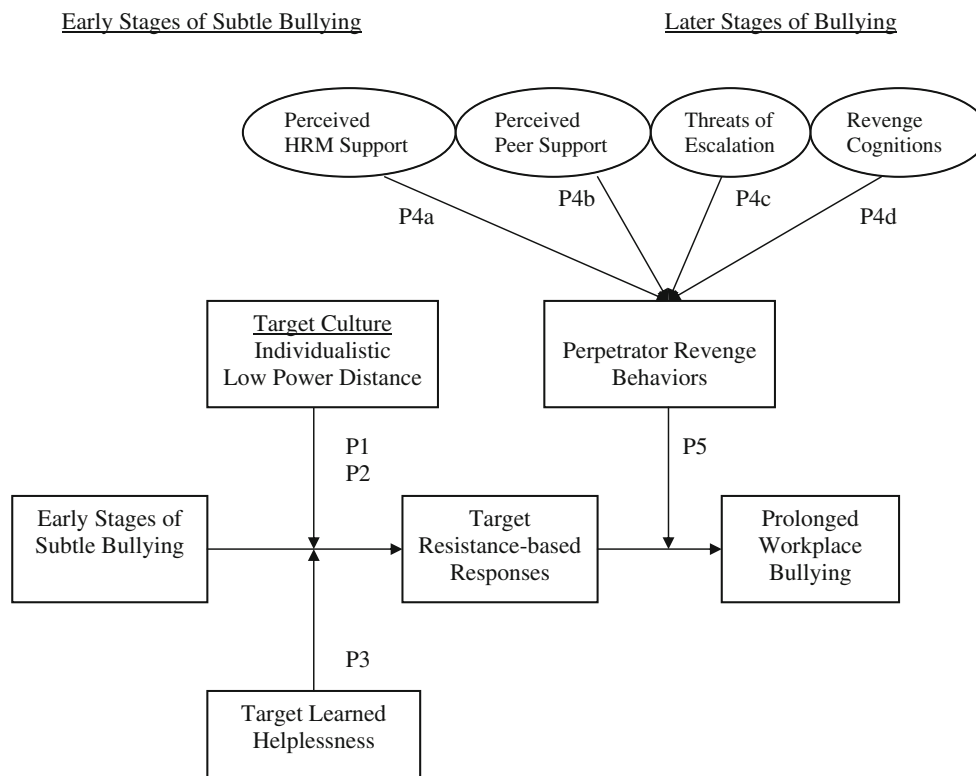 Early Stages of Subtle Bullying
Later Stages of Bullying
Perceived
HRM Support
Perceived
Peer Support
Threats of
Escalation
Revenge
Cognitions
P4a
P4b
P4c
P4d
Target Culture
Individualistic
Low Power Distance
Perpetrator Revenge
Behaviors
P1
P2
P5
Early Stages of
Subtle Bullying
Target
Resistance-based
Responses
Prolonged
Workplace
Bullying
P3
Target Learned
Helplessness